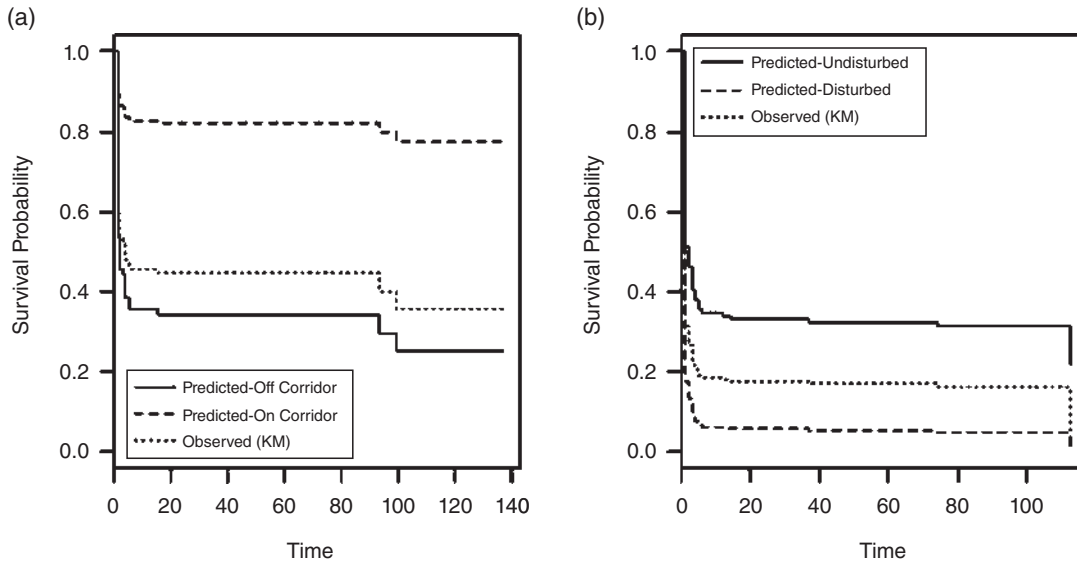 (a)
Survival Probability
1.0
0.8
0.6
0.4
0.2
0.0
Predicted-Off Corridor
Predicted-On Corridor
Observed (KM)
0 20 40 60 80 100 120 140
Time
(b)
Survival Probability
1.0
0.8
0.6
0.4
0.2
0.0
Predicted-Undisturbed
Predicted-Disturbed
Observed (KM)
0 20 40 60 80 100
Time